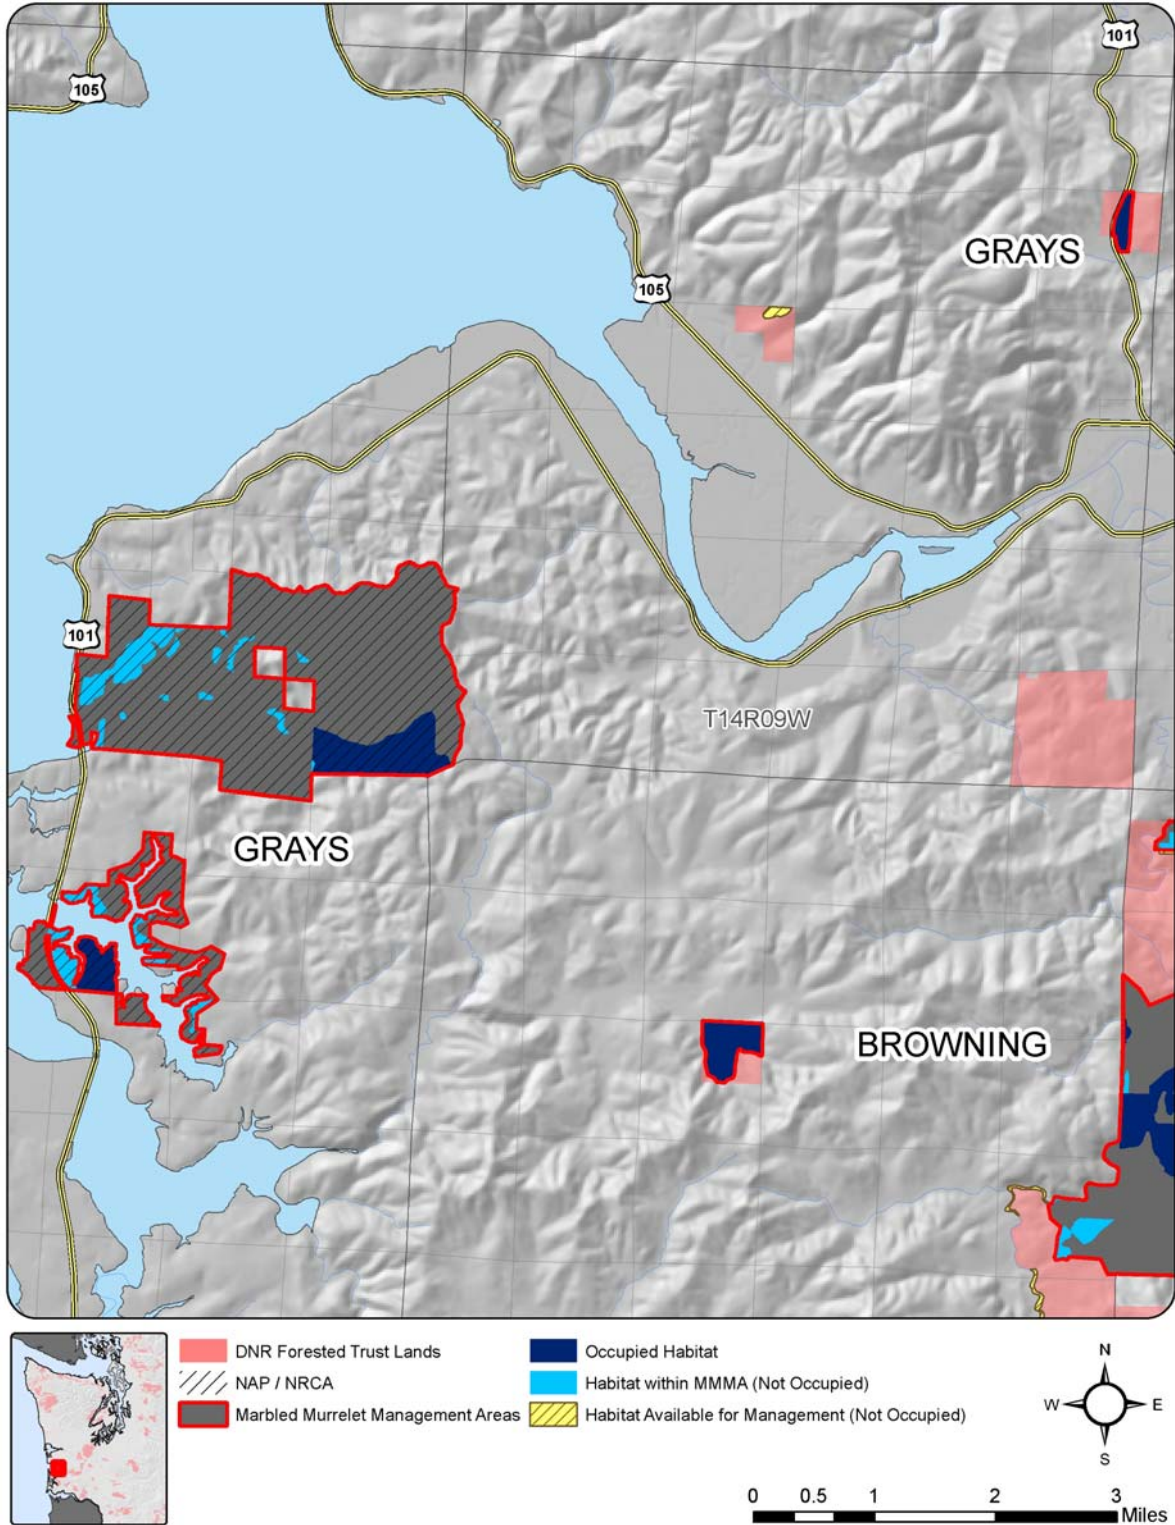 101
105
GRAYS
105
101
T14R09W
GRAYS
BROWNING
DNR Forested Trust Lands
NAP / NRCA
Marbled Murrelet Management Areas
Occupied Habitat
Habitat within MMMA (Not Occupied)
Habitat Available for Management (Not Occupied)
N
W E
S
0 0.5 1 2 3
Miles